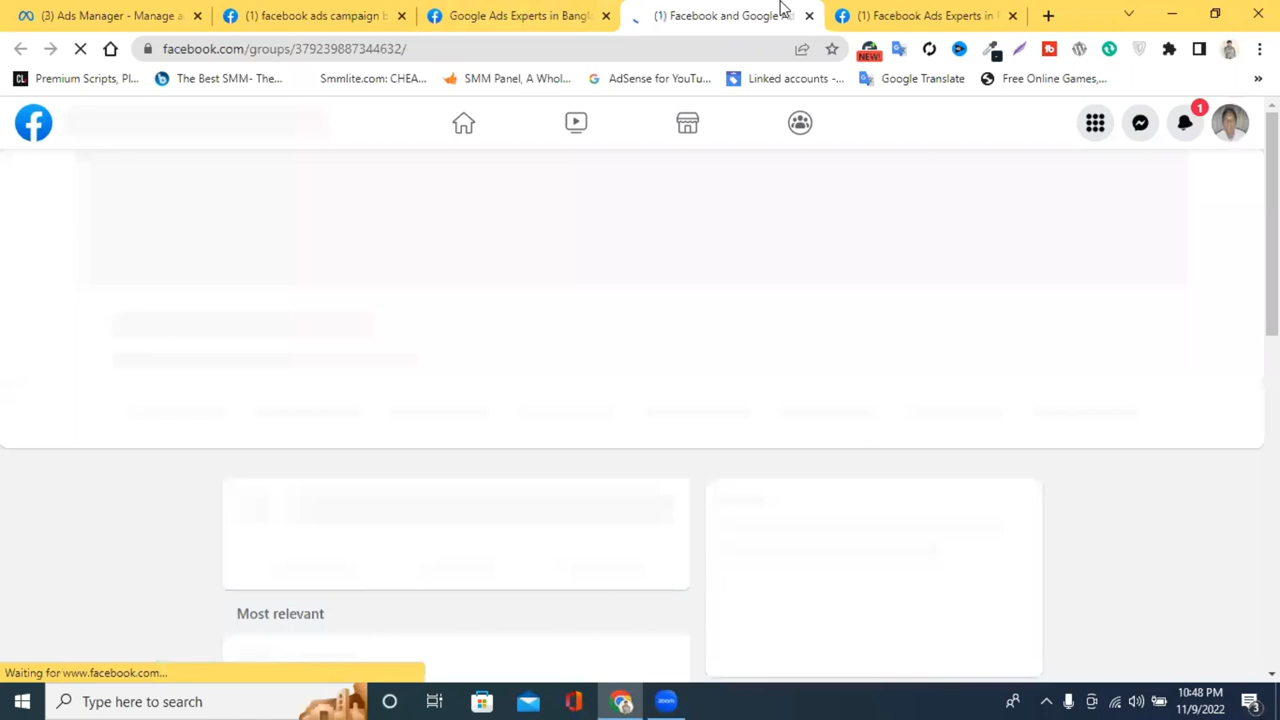 (3) Ads Manager - Manage a
(1) facebook ads campaign b
Google Ads Experts in Bangl
(1) Facebook and Google A
(1) Facebook Ads Experts in
facebook.com/groups/379239887344632/
NEW!
CL Premium Scripts, Pl...
The Best SMM- The...
Smmlite.com: CHEA...
SMM Panel, A Whol...
AdSense for YouTu...
Linked accounts -...
Google Translate
Free Online Games,...
»
1
Most relevant
Waiting for www.facebook.com...
Type here to search
zoom
10:48 PM
11/9/2022
3